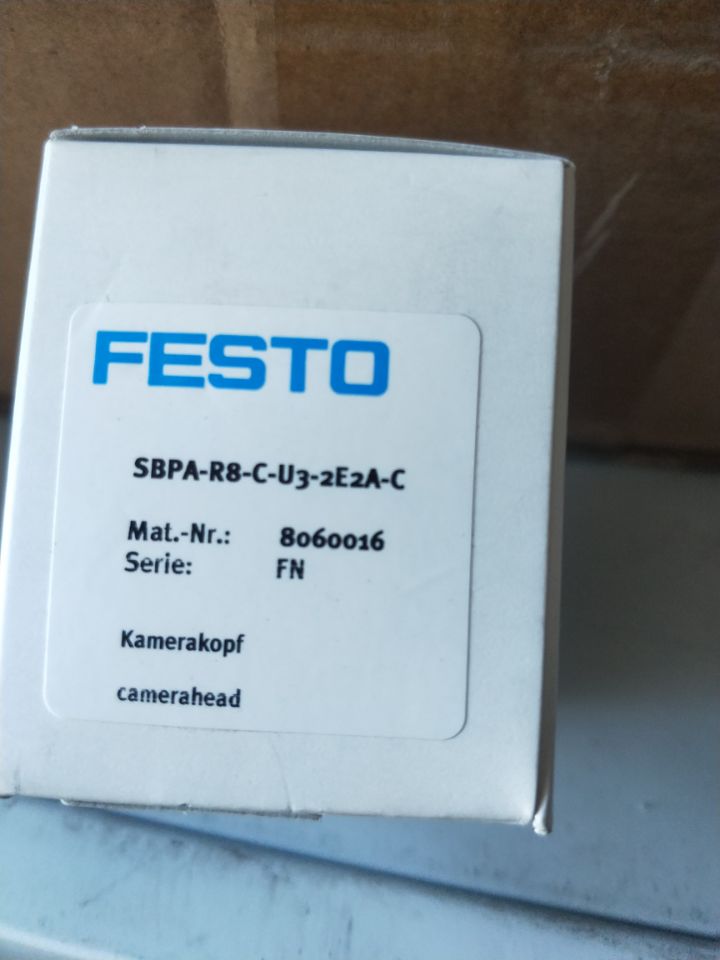 FESTO
SBPA-R8-C-U3-2E2A-C
Mat.-Nr.: 8060016
Serie: FN
Kamerakopf
camerahead